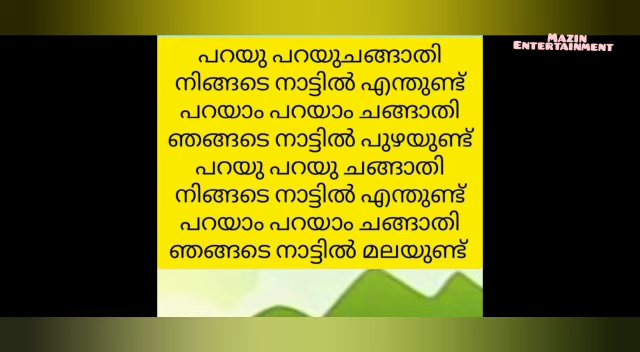 MAZIN
ENTERTAINMENT
പറയു പറയുചങ്ങാതി
നിങ്ങടെ നാട്ടിൽ എന്തുണ്ട്
പറയാം പറയാം ചങ്ങാതി
ഞങ്ങടെ നാട്ടിൽ പുഴയുണ്ട്
പറയു പറയു ചങ്ങാതി
നിങ്ങടെ നാട്ടിൽ എന്തുണ്ട്
പറയാം പറയാം ചങ്ങാതി
ഞങ്ങടെ നാട്ടിൽ മലയുണ്ട്